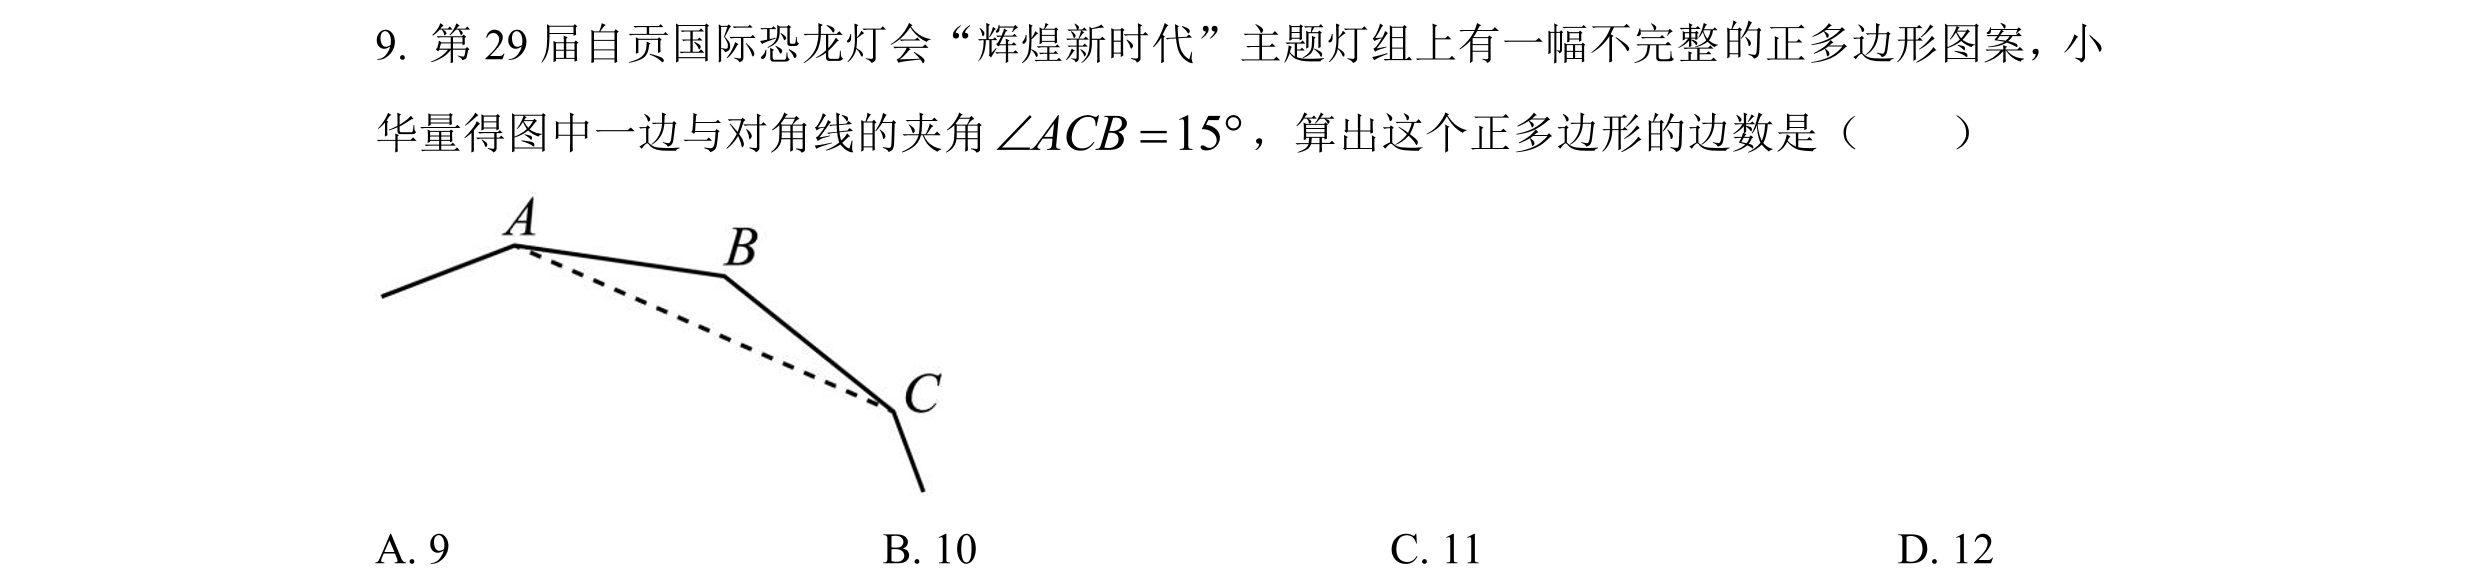 9. 第 29 届自贡国际恐龙灯会“辉煌新时代”主题灯组上有一幅不完整的正多边形图案，小
华量得图中一边与对角线的夹角∠ACB=15°，算出这个正多边形的边数是（  ）
A
B
C
A. 9 B. 10 C. 11 D. 12